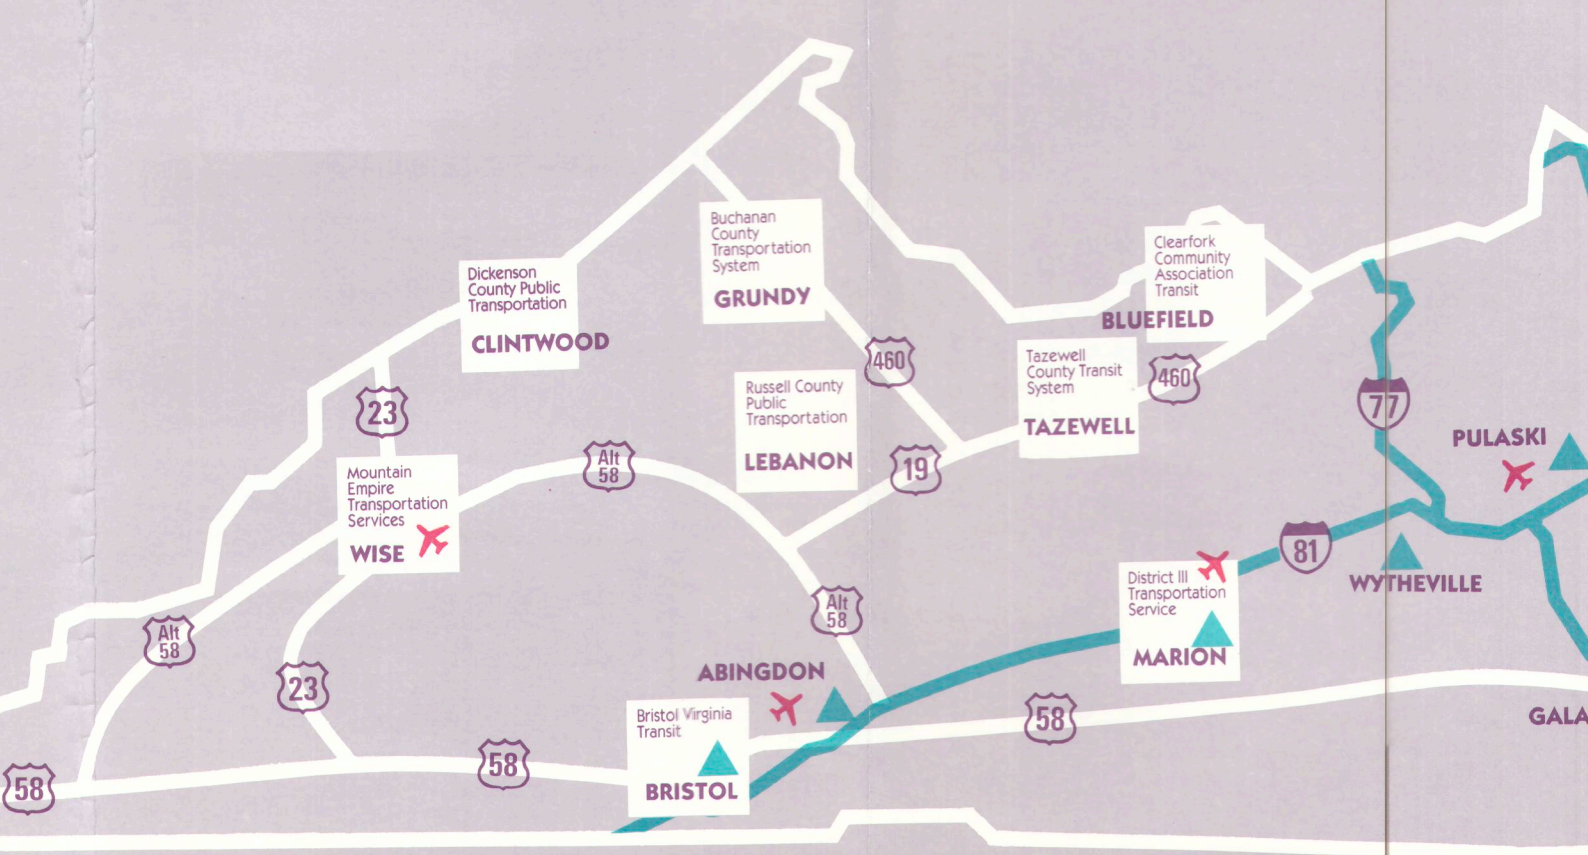 Buchanan
County
Transportation
System
GRUNDY
Clearfork
Community
Association
Transit
BLUEFIELD
Dickenson
County Public
Transportation
CLINTWOOD
460
Tazewell
County Transit
System
TAZEWELL
460
Russell County
Public
Transportation
LEBANON
23
77
PULASKI
Mountain
Empire
Transportation
Services
WISE
Alt
58
19
81
WYTHEVILLE
District III
Transportation
Service
MARION
Alt
58
Alt
58
23
ABINGDON
Bristol Virginia
Transit
BRISTOL
58
GALA
58
58